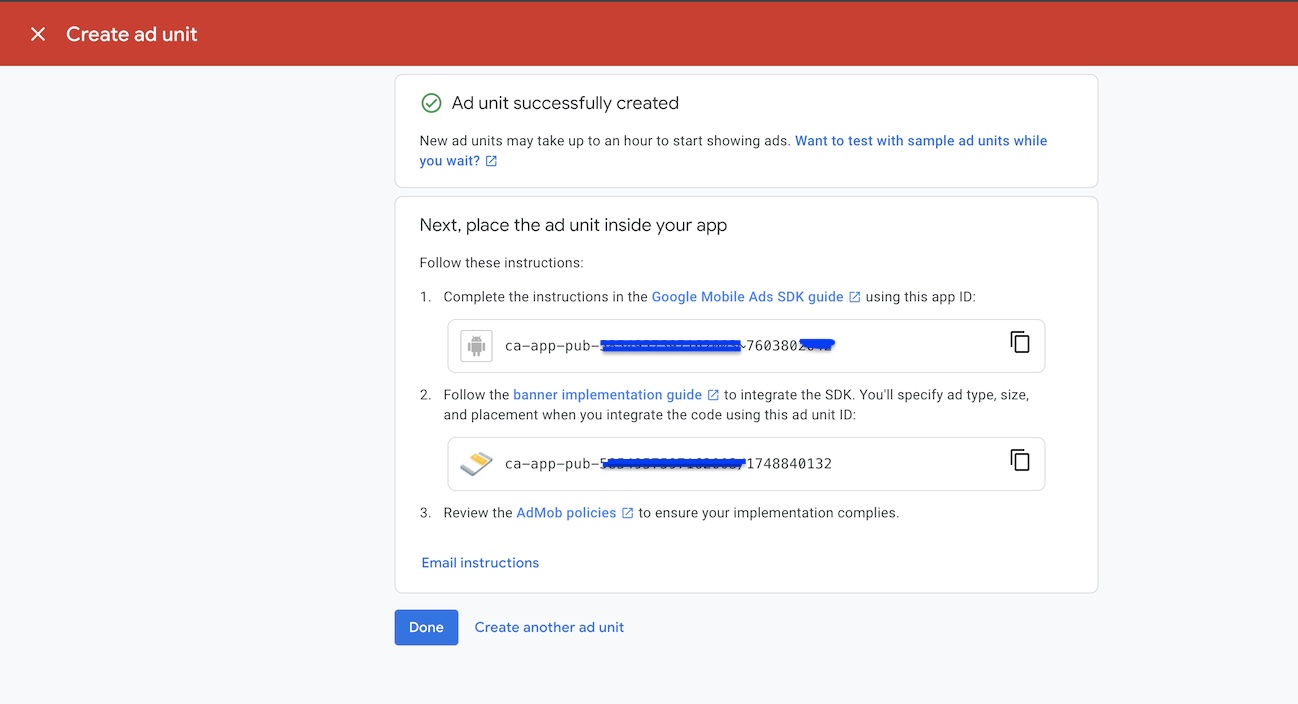 Create ad unit
Ad unit successfully created
New ad units may take up to an hour to start showing ads. Want to test with sample ad units while
you wait?
Next, place the ad unit inside your app
Follow these instructions:
1. Complete the instructions in the Google Mobile Ads SDK guide using this app ID:
ca-app-pub-
~760380
2. Follow the banner implementation guide to integrate the SDK. You'll specify ad type, size,
and placement when you integrate the code using this ad unit ID:
ca-app-pub-
1748840132
3. Review the AdMob policies to ensure your implementation complies.
Email instructions
Done
Create another ad unit